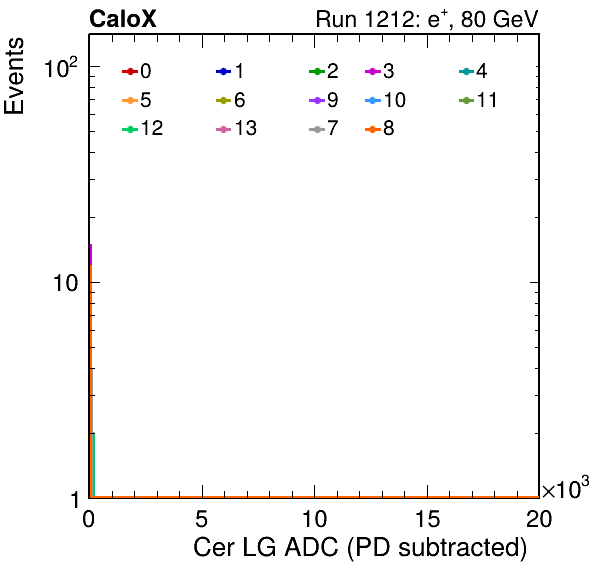 CaloX Run 1212: e⁺, 80 GeV
Events
10²
0 1 2 3 4
5 6 9 10 11
12 13 7 8
10
1
0 5 10 15 20
×10³
Cer LG ADC (PD subtracted)